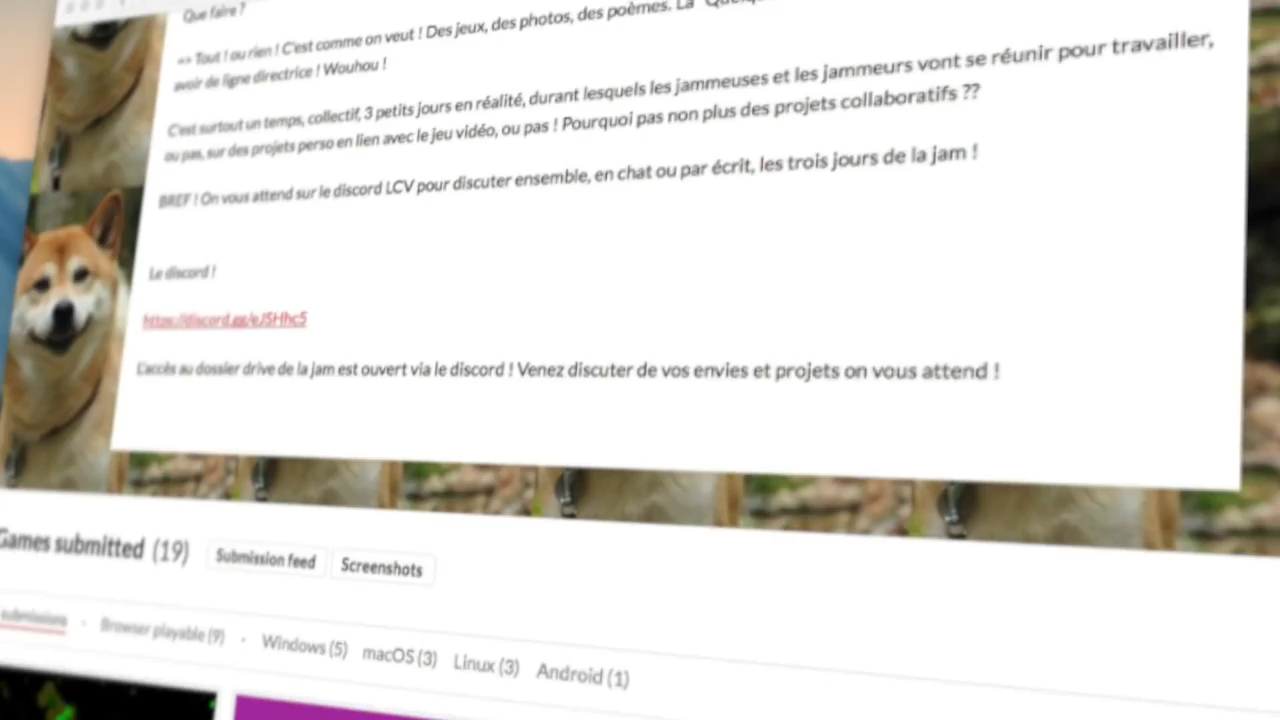 Que faire ?
=> Tout ! ou rien ! C'est comme on veut ! Des jeux, des photos, des poèmes. La
avoir de ligne directrice ! Wouhou !
C'est surtout un temps, collectif, 3 petits jours en réalité, durant lesquels les jammeuses et les jammeurs vont se réunir pour travailler,
ou pas, sur des projets perso en lien avec le jeu vidéo, ou pas ! Pourquoi pas non plus des projets collaboratifs ??
BREF ! On vous attend sur le discord LCV pour discuter ensemble, en chat ou par écrit, les trois jours de la jam !
Le discord !
https://discord.gg/eJ5Hhc5
L'accès au dossier drive de la jam est ouvert via le discord ! Venez discuter de vos envies et projets on vous attend !
Games submitted (19) Submission feed Screenshots
submissions · Browser playable (9) · Windows (5) macOS (3) Linux (3) Android (1)